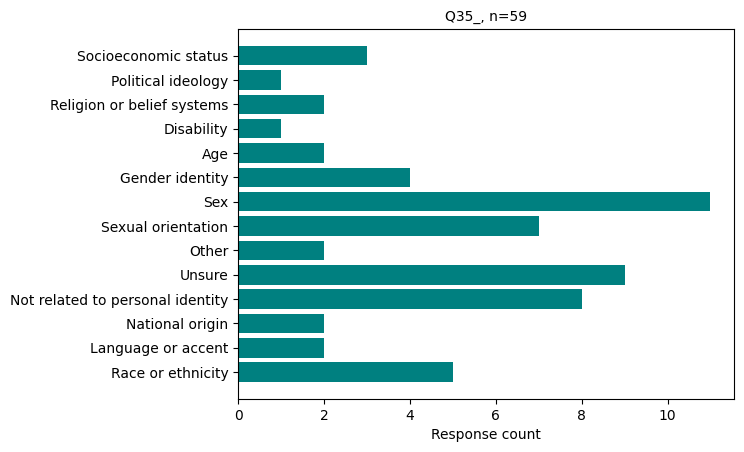 Q35_, n=59
Socioeconomic status
Political ideology
Religion or belief systems
Disability
Age
Gender identity
Sex
Sexual orientation
Other
Unsure
Not related to personal identity
National origin
Language or accent
Race or ethnicity
0 2 4 6 8 10
Response count